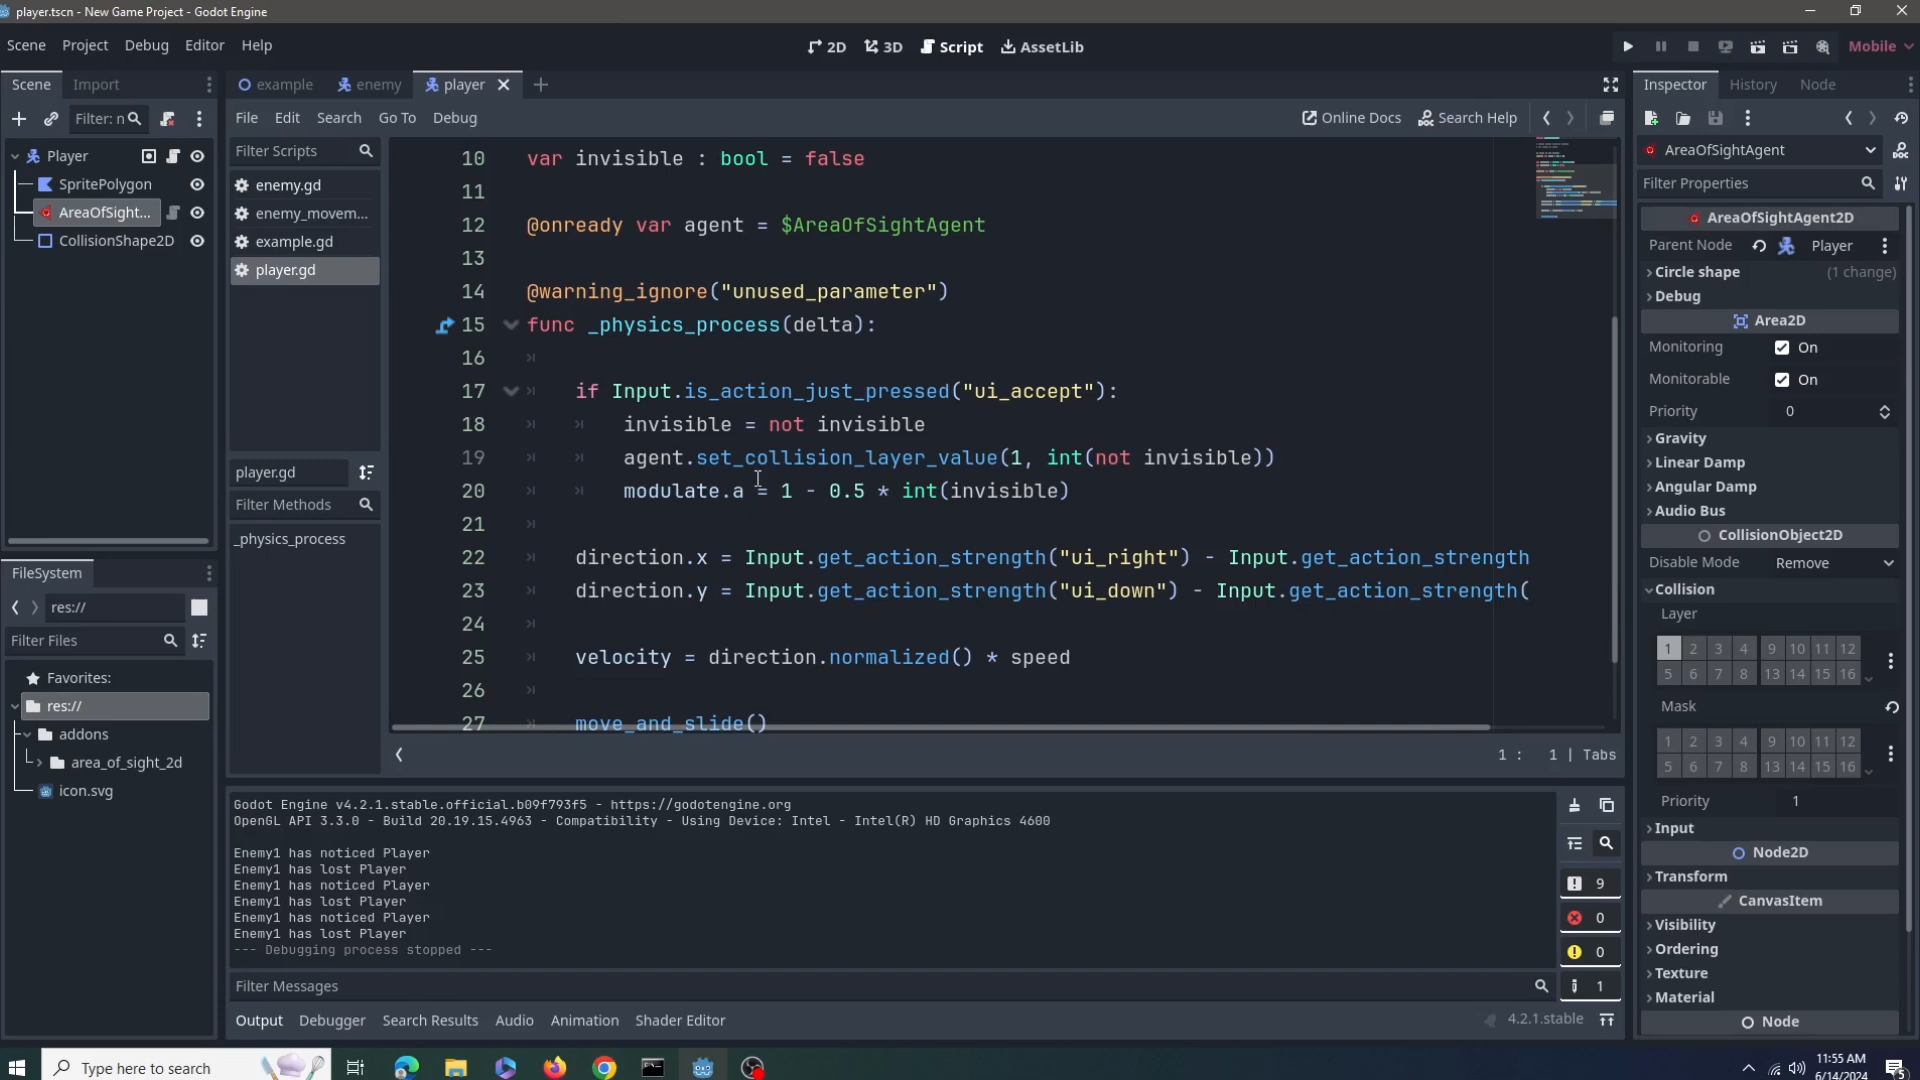 player.tscn - New Game Project - Godot Engine
Scene Project Debug Editor Help
2D 3D Script AssetLib
Mobile
Scene Import
example enemy player
Inspector History Node
Filter: n
File Edit Search Go To Debug
Online Docs Search Help
Player
SpritePolygon
AreaOfSight...
CollisionShape2D
Filter Scripts
enemy.gd
enemy_movem...
example.gd
player.gd
player.gd
Filter Methods
_physics_process
10 var invisible : bool = false
11
12 @onready var agent = $AreaOfSightAgent
13
14 @warning_ignore("unused_parameter")
15 func _physics_process(delta):
16
17 if Input.is_action_just_pressed("ui_accept"):
18 invisible = not invisible
19 agent.set_collision_layer_value(1, int(not invisible))
20 modulate.a = 1 - 0.5 * int(invisible)
21
22 direction.x = Input.get_action_strength("ui_right") - Input.get_action_strength
23 direction.y = Input.get_action_strength("ui_down") - Input.get_action_strength(
24
25 velocity = direction.normalized() * speed
26
27 move_and_slide()
1 : 1 | Tabs
FileSystem
res://
Filter Files
Favorites:
res://
addons
area_of_sight_2d
icon.svg
Godot Engine v4.2.1.stable.official.b09f793f5 - https://godotengine.org
OpenGL API 3.3.0 - Build 20.19.15.4963 - Compatibility - Using Device: Intel - Intel(R) HD Graphics 4600
Enemy1 has noticed Player
Enemy1 has lost Player
Enemy1 has noticed Player
Enemy1 has lost Player
Enemy1 has noticed Player
Enemy1 has lost Player
--- Debugging process stopped ---
9
0
0
1
Filter Messages
Output Debugger Search Results Audio Animation Shader Editor
4.2.1.stable
AreaOfSightAgent
Filter Properties
AreaOfSightAgent2D
Parent Node Player
Circle shape (1 change)
Debug
Area2D
Monitoring On
Monitorable On
Priority 0
Gravity
Linear Damp
Angular Damp
Audio Bus
CollisionObject2D
Disable Mode Remove
Collision
Layer
1 2 3 4 9 10 11 12
5 6 7 8 13 14 15 16
Mask
1 2 3 4 9 10 11 12
5 6 7 8 13 14 15 16
Priority 1
Input
Node2D
Transform
CanvasItem
Visibility
Ordering
Texture
Material
Node
Type here to search
11:55 AM
6/14/2024
5